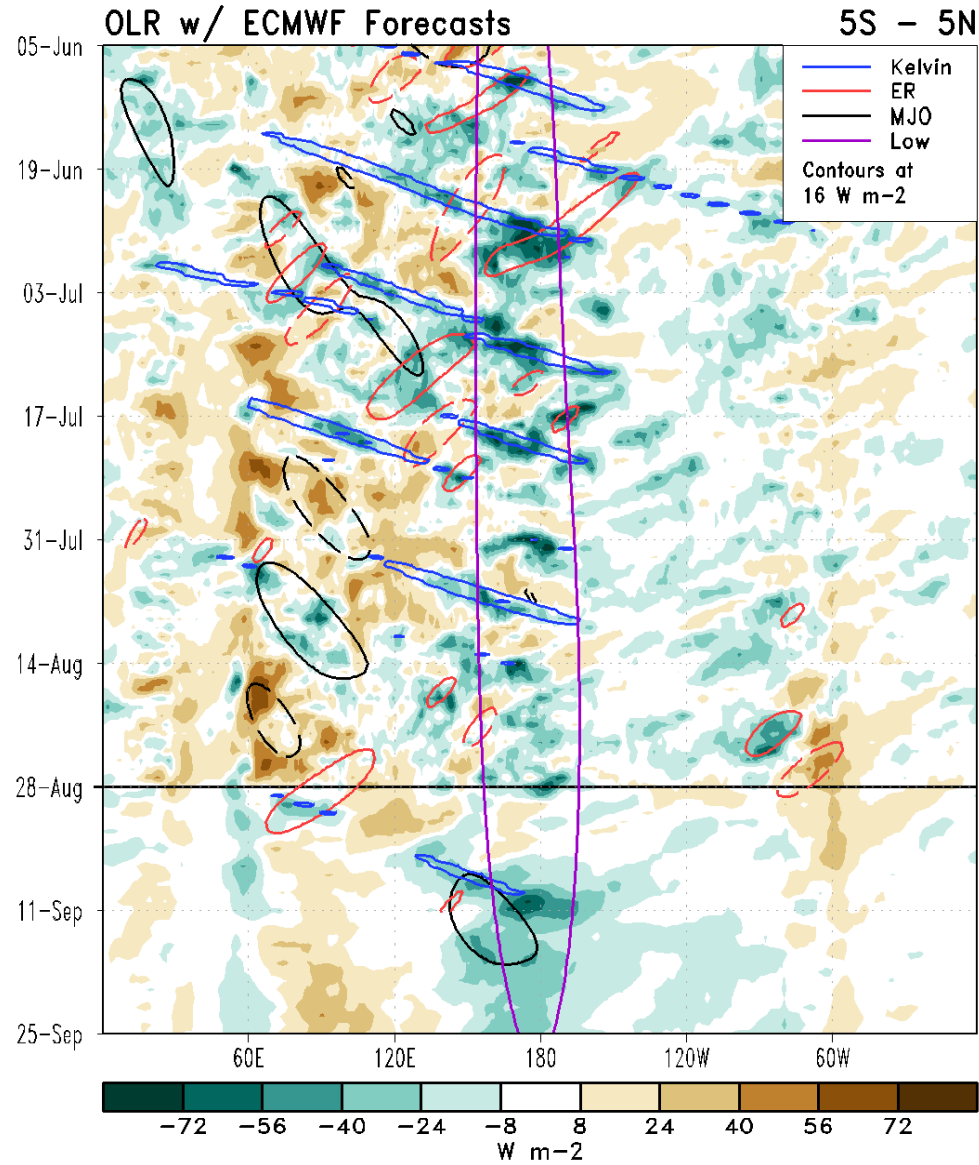 OLR w/ ECMWF Forecasts 5S - 5N
05-Jun
19-Jun
03-Jul
17-Jul
31-Jul
14-Aug
28-Aug
11-Sep
25-Sep
Kelvin
ER
MJO
Low
Contours at
16 W m-2
60E 120E 180 120W 60W
-72 -56 -40 -24 -8 8 24 40 56 72
W m-2